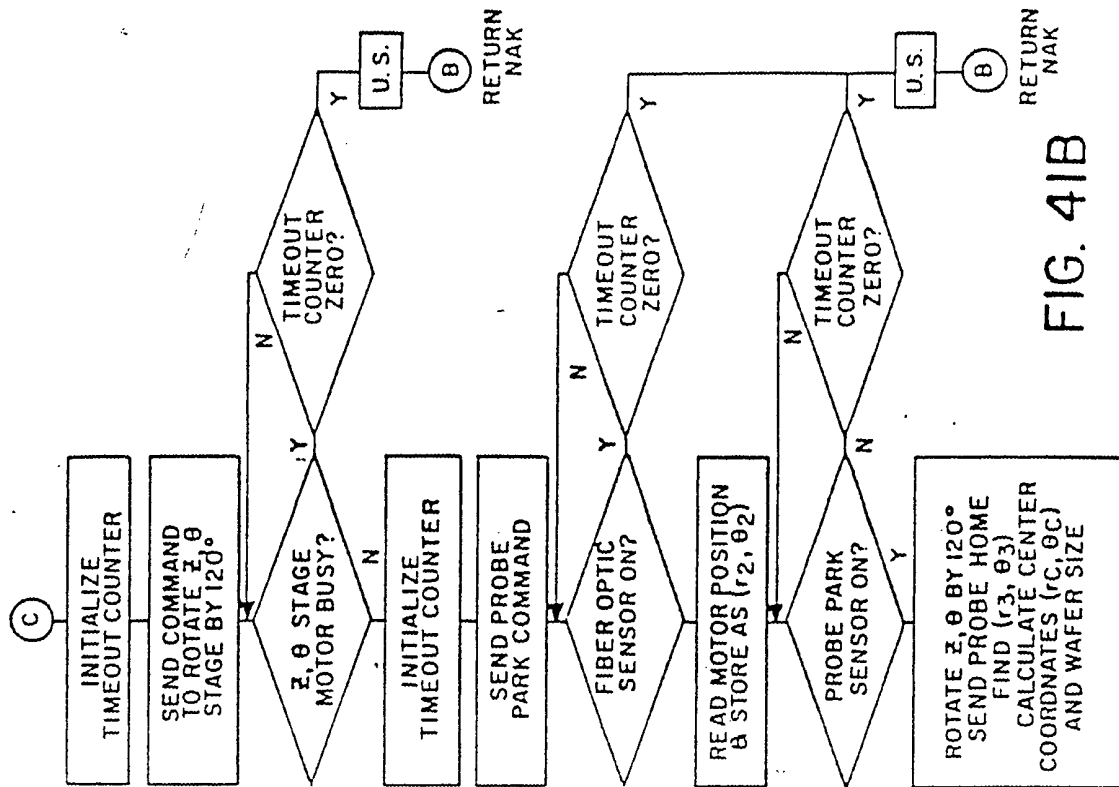 C
INITIALIZE
TIMEOUT COUNTER
SEND COMMAND
TO ROTATE Z, θ
STAGE BY 120°
Z, θ STAGE
MOTOR BUSY?
Y
N
TIMEOUT
COUNTER
ZERO?
N
Y
U. S.
B
RETURN
NAK
INITIALIZE
TIMEOUT COUNTER
SEND PROBE
PARK COMMAND
FIBER OPTIC
SENSOR ON?
Y
TIMEOUT
COUNTER
ZERO?
N
Y
READ MOTOR POSITION
& STORE AS (r2, θ2)
PROBE PARK
SENSOR ON?
N
Y
TIMEOUT
COUNTER
ZERO?
N
Y
U. S.
B
RETURN
NAK
ROTATE Z, θ BY 120°
SEND PROBE HOME
FIND (r3, θ3)
CALCULATE CENTER
COORDNATES (rC, θC)
AND WAFER SIZE
FIG. 41B